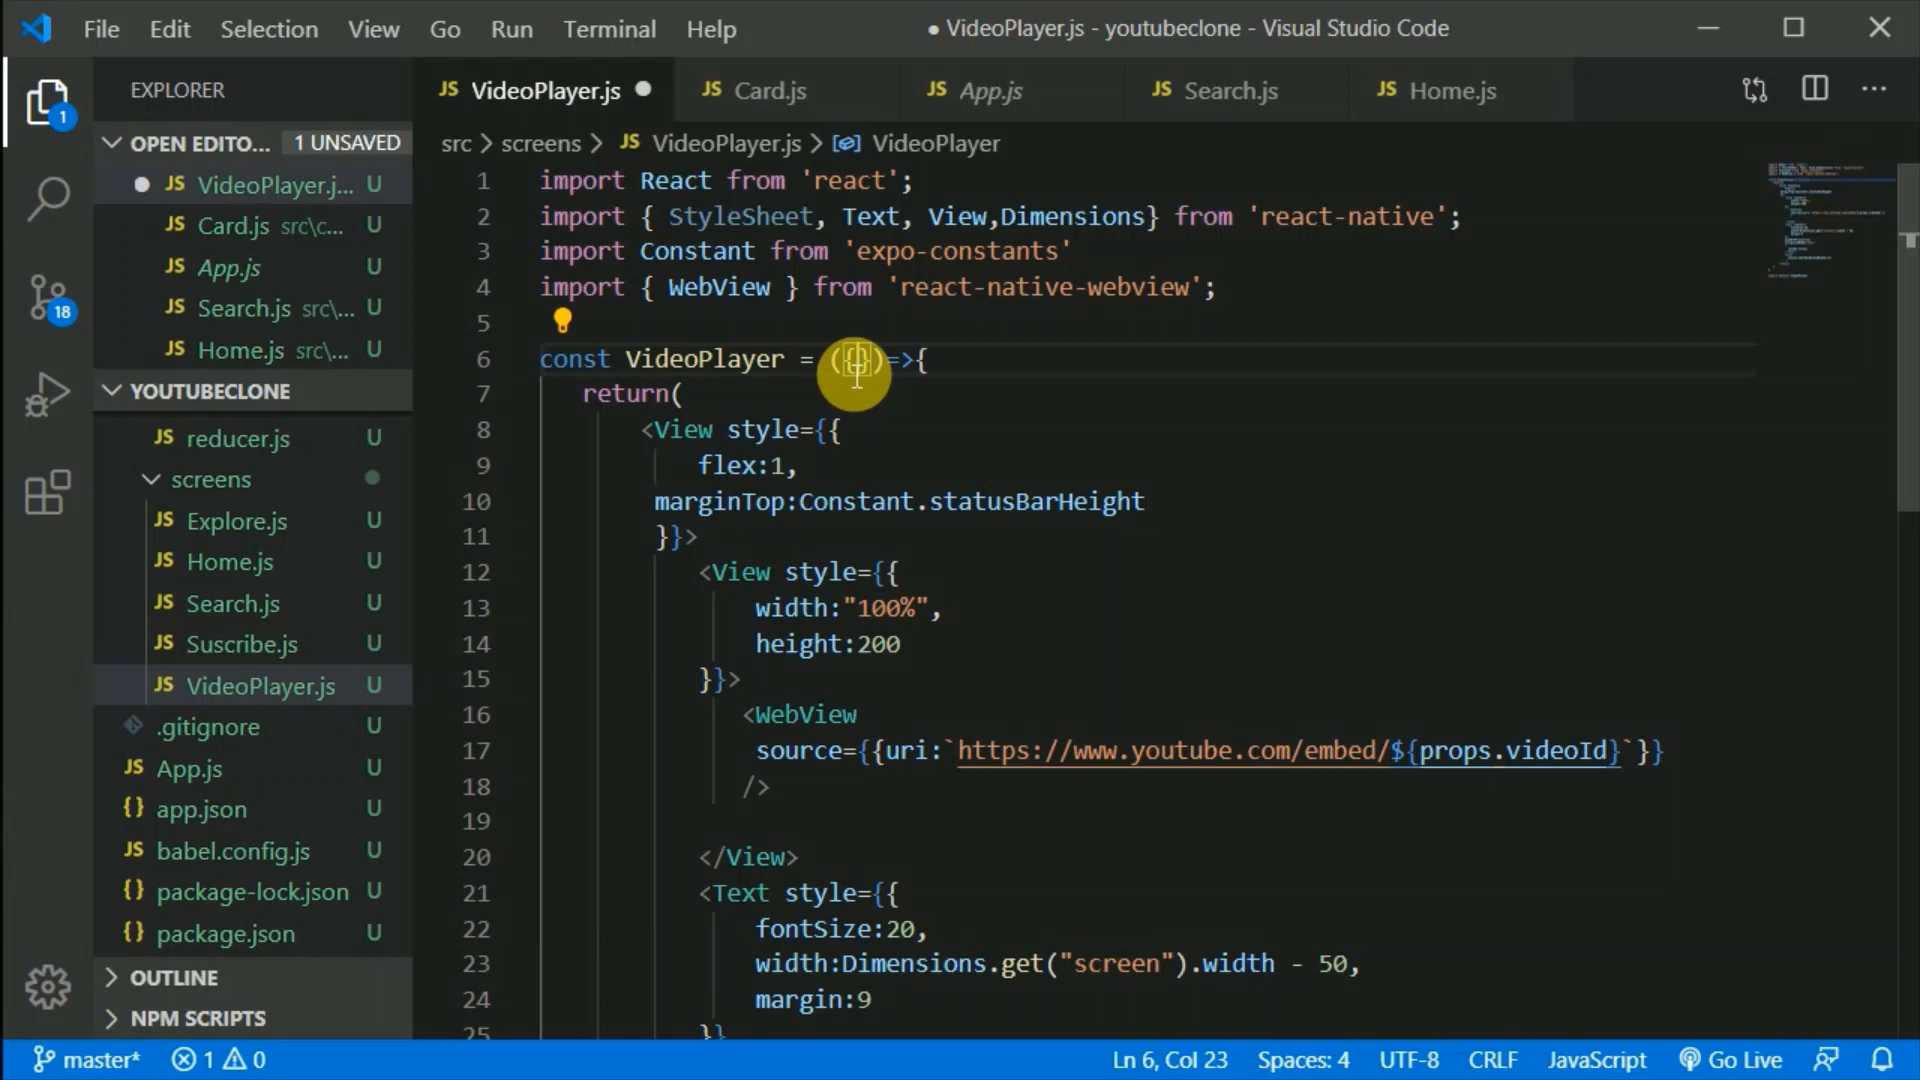 File Edit Selection View Go Run Terminal Help
● VideoPlayer.js - youtubeclone - Visual Studio Code
EXPLORER
OPEN EDITO... 1 UNSAVED
JS VideoPlayer.j... U
JS Card.js src\c... U
JS App.js U
JS Search.js src\... U
JS Home.js src\... U
YOUTUBECLONE
JS reducer.js U
screens
JS Explore.js U
JS Home.js U
JS Search.js U
JS Suscribe.js U
JS VideoPlayer.js U
.gitignore U
JS App.js U
{} app.json U
JS babel.config.js U
{} package-lock.json U
{} package.json U
OUTLINE
NPM SCRIPTS
1
18
JS VideoPlayer.js ● JS Card.js JS App.js JS Search.js JS Home.js
src > screens > JS VideoPlayer.js > VideoPlayer
1 import React from 'react';
2 import { StyleSheet, Text, View,Dimensions} from 'react-native';
3 import Constant from 'expo-constants'
4 import { WebView } from 'react-native-webview';
5
6 const VideoPlayer = ({})=>{
7 return(
8 <View style={{
9 flex:1,
10 marginTop:Constant.statusBarHeight
11 }}>
12 <View style={{
13 width:"100%",
14 height:200
15 }}>
16 <WebView
17 source={{uri:`https://www.youtube.com/embed/${props.videoId}`}}
18 />
19
20 </View>
21 <Text style={{
22 fontSize:20,
23 width:Dimensions.get("screen").width - 50,
24 margin:9
25 }}
master* 1 0 Ln 6, Col 23 Spaces: 4 UTF-8 CRLF JavaScript Go Live